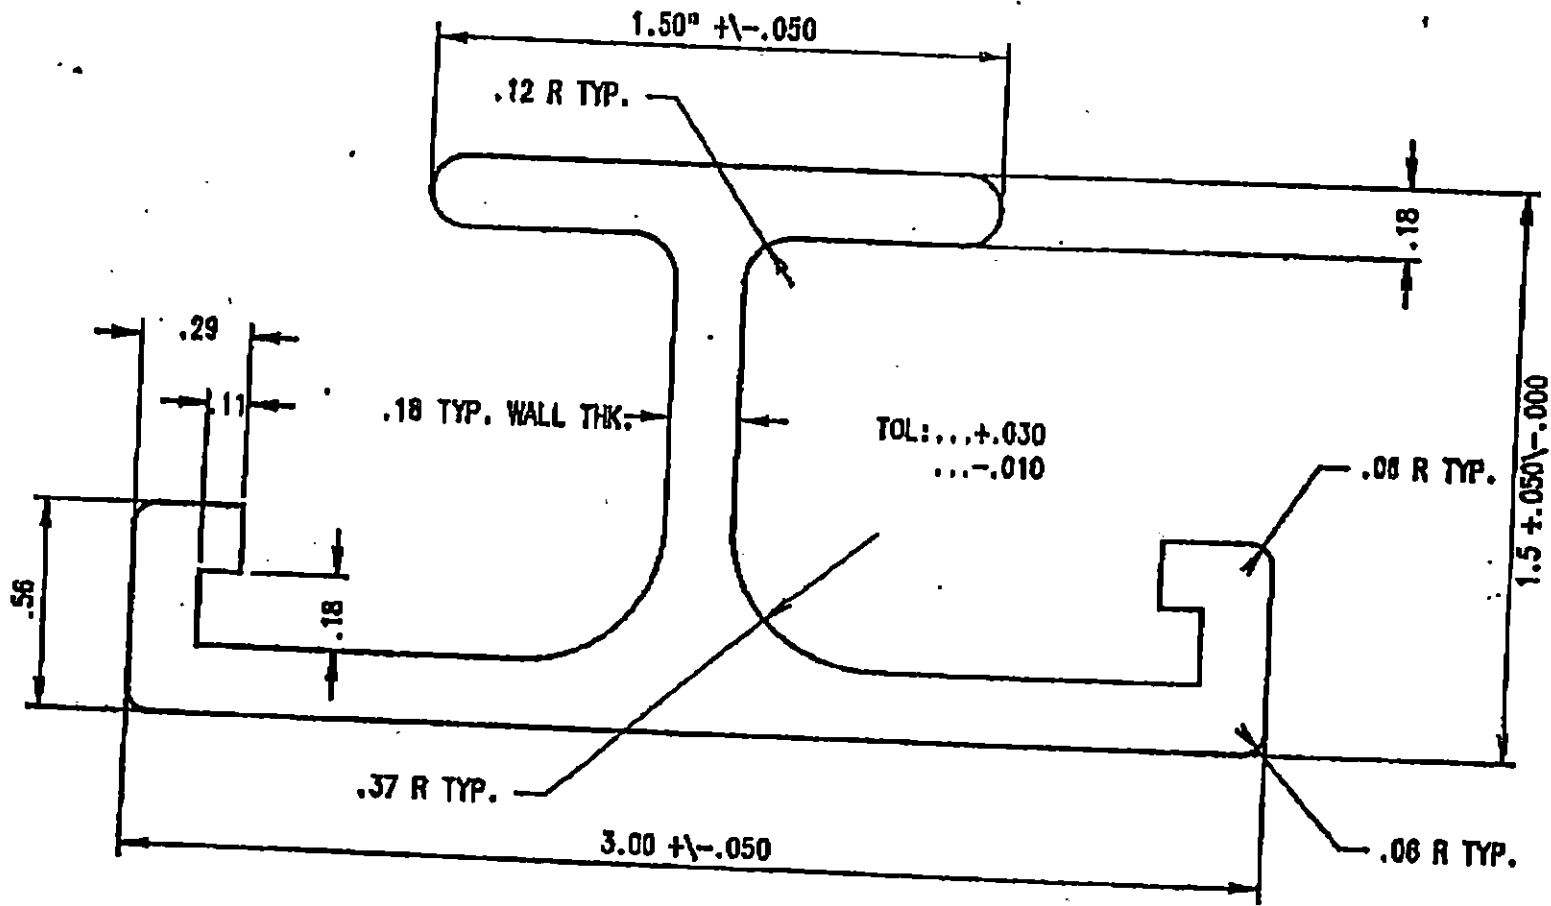 1.50" +\-.050
.12 R TYP.
.18
.29
.11
.18 TYP. WALL THK.
TOL:...+.030
...-.010
.06 R TYP.
1.5 +.050\-.000
.56
.18
.37 R TYP.
3.00 +\-.050
.06 R TYP.